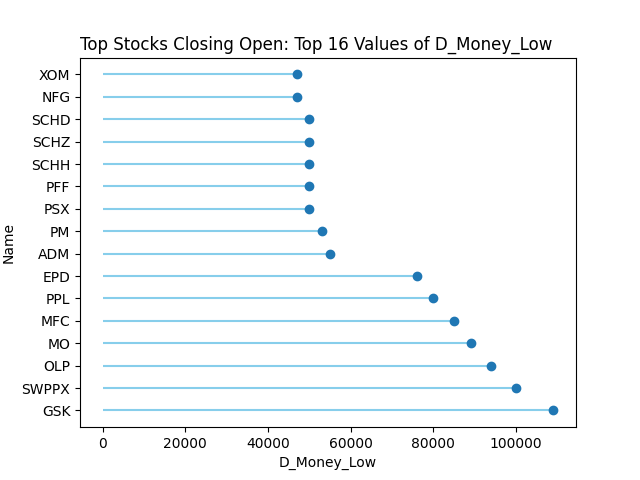 Top Stocks Closing Open: Top 16 Values of D_Money_Low
XOM
NFG
SCHD
SCHZ
SCHH
PFF
PSX
PM
ADM
EPD
PPL
MFC
MO
OLP
SWPPX
GSK
Name
0 20000 40000 60000 80000 100000
D_Money_Low